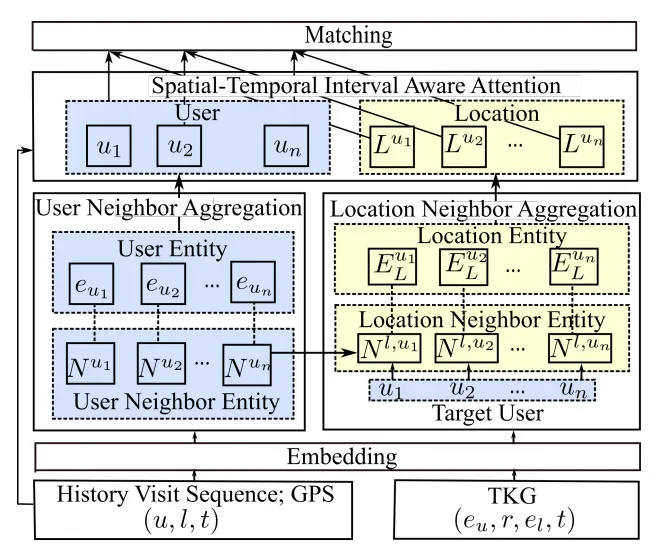 Matching
Spatial-Temporal Interval Aware Attention
User
u_1 u_2 u_n
Location
L^{u_1} L^{u_2} ... L^{u_n}
User Neighbor Aggregation
User Entity
e_{u_1} e_{u_2} ... e_{u_n}
N^{u_1} N^{u_2} ... N^{u_n}
User Neighbor Entity
Location Neighbor Aggregation
Location Entity
E_L^{u_1} E_L^{u_2} ... E_L^{u_n}
Location Neighbor Entity
N^{l,u_1} N^{l,u_2} ... N^{l,u_n}
u_1 u_2 ... u_n
Target User
Embedding
History Visit Sequence; GPS
(u, l, t)
TKG
(e_u, r, e_l, t)